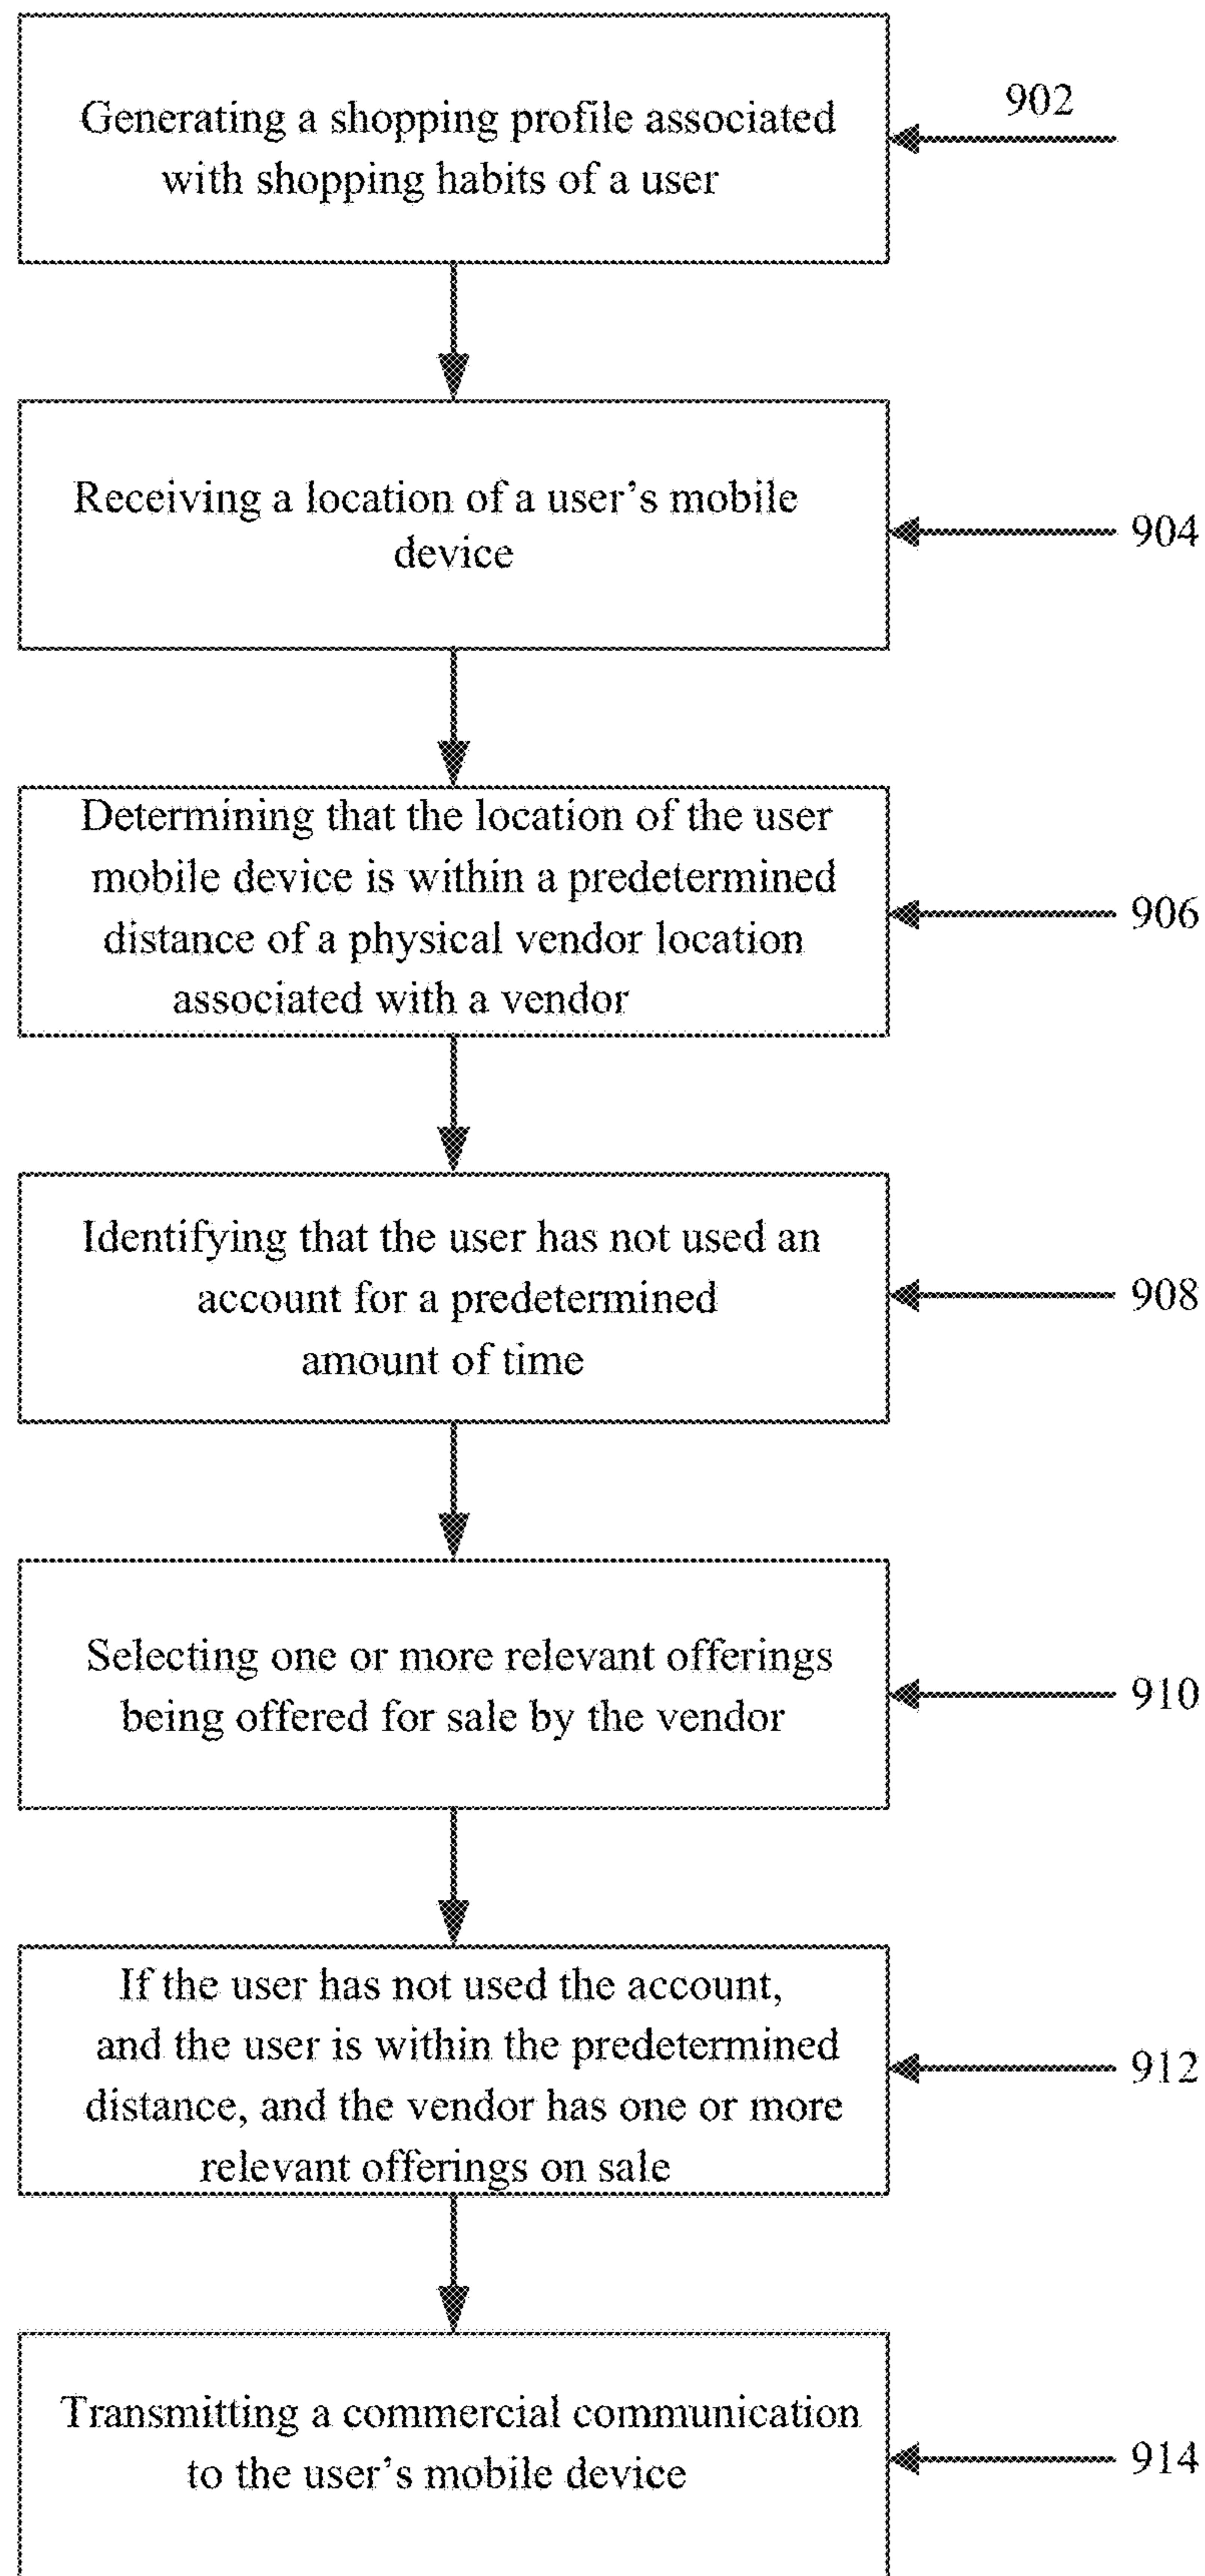 Generating a shopping profile associated
with shopping habits of a user
902
Receiving a location of a user's mobile
device
904
Determining that the location of the user
mobile device is within a predetermined
distance of a physical vendor location
associated with a vendor
906
Identifying that the user has not used an
account for a predetermined
amount of time
908
Selecting one or more relevant offerings
being offered for sale by the vendor
910
If the user has not used the account,
and the user is within the predetermined
distance, and the vendor has one or more
relevant offerings on sale
912
Transmitting a commercial communication
to the user's mobile device
914